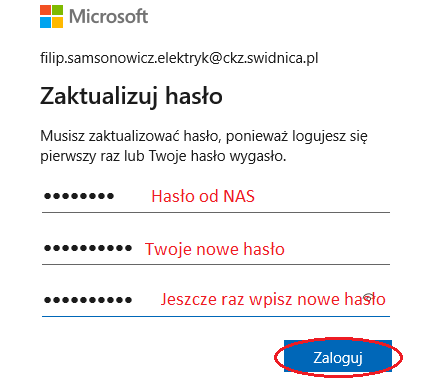 Microsoft
filip.samsonowicz.elektryk@ckz.swidnica.pl
Zaktualizuj hasło
Musisz zaktualizować hasło, ponieważ logujesz się
pierwszy raz lub Twoje hasło wygasło.
•••••••• Hasło od NAS
•••••••••• Twoje nowe hasło
•••••••••• Jeszcze raz wpisz nowe hasło
Zaloguj